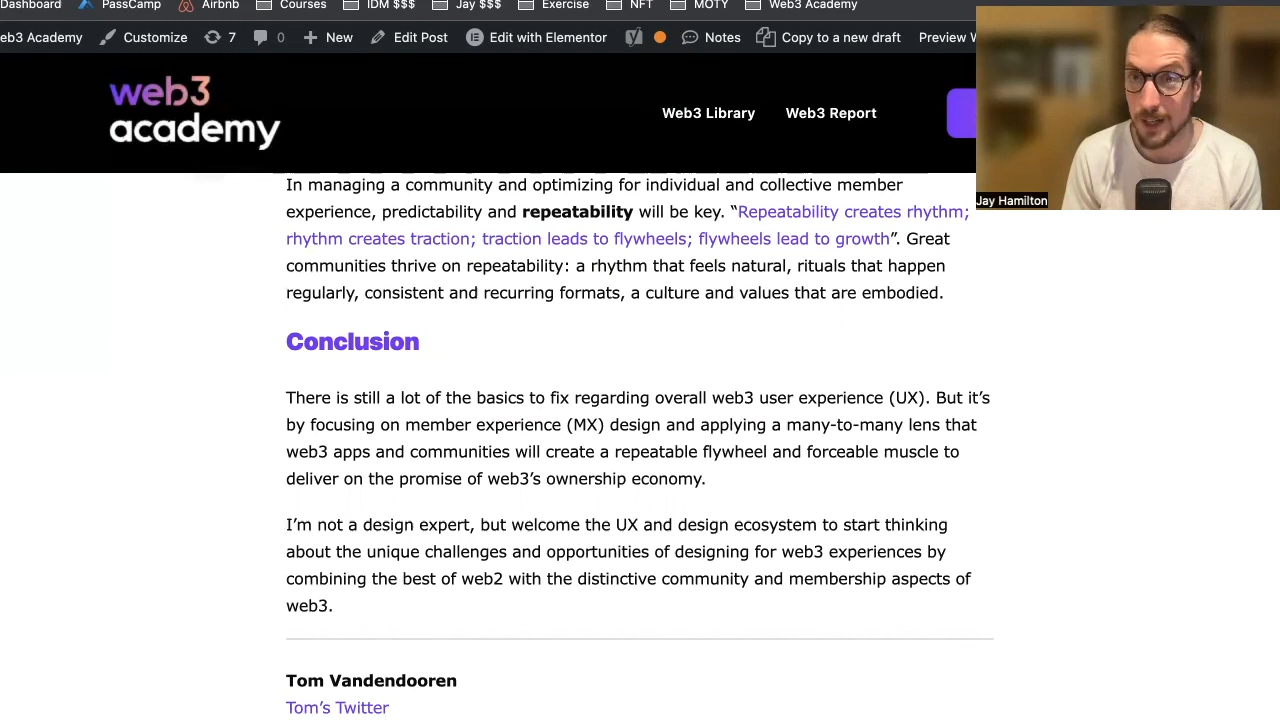 Dashboard PassCamp Airbnb Courses IDM $$$ Jay $$$ Exercise NFT MOTY Web3 Academy
eb3 Academy Customize 7 0 New Edit Post Edit with Elementor Notes Copy to a new draft Preview
web3
academy
Web3 Library Web3 Report
Jay Hamilton
In managing a community and optimizing for individual and collective member
experience, predictability and repeatability will be key. “Repeatability creates rhythm;
rhythm creates traction; traction leads to flywheels; flywheels lead to growth”. Great
communities thrive on repeatability: a rhythm that feels natural, rituals that happen
regularly, consistent and recurring formats, a culture and values that are embodied.
Conclusion
There is still a lot of the basics to fix regarding overall web3 user experience (UX). But it’s
by focusing on member experience (MX) design and applying a many-to-many lens that
web3 apps and communities will create a repeatable flywheel and forceable muscle to
deliver on the promise of web3’s ownership economy.
I’m not a design expert, but welcome the UX and design ecosystem to start thinking
about the unique challenges and opportunities of designing for web3 experiences by
combining the best of web2 with the distinctive community and membership aspects of
web3.
Tom Vandendooren
Tom’s Twitter